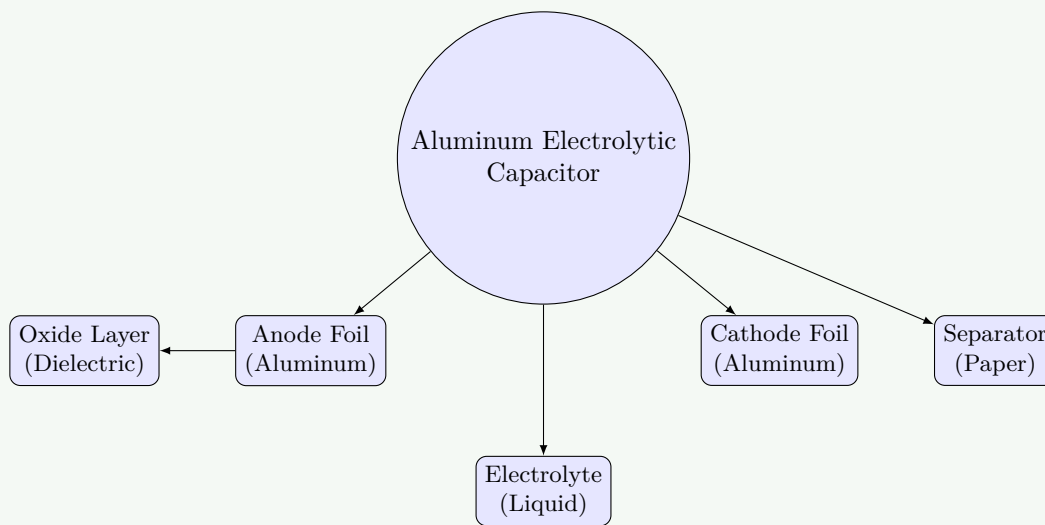 Aluminum Electrolytic
Capacitor
Oxide Layer
(Dielectric)
Anode Foil
(Aluminum)
Cathode Foil
(Aluminum)
Separator
(Paper)
Electrolyte
(Liquid)